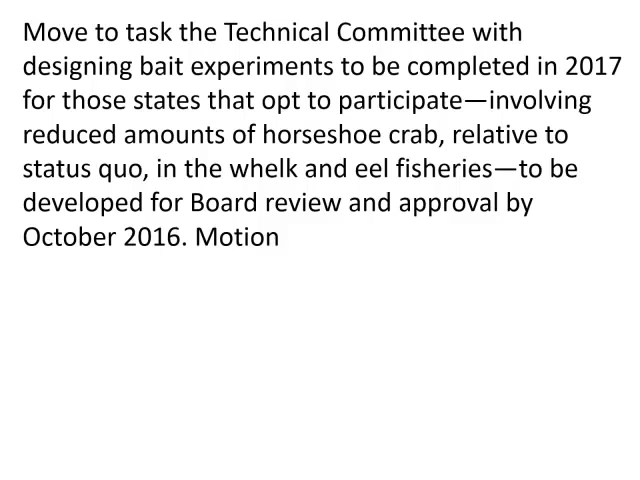 Move to task the Technical Committee with
designing bait experiments to be completed in 2017
for those states that opt to participate—involving
reduced amounts of horseshoe crab, relative to
status quo, in the whelk and eel fisheries—to be
developed for Board review and approval by
October 2016. Motion